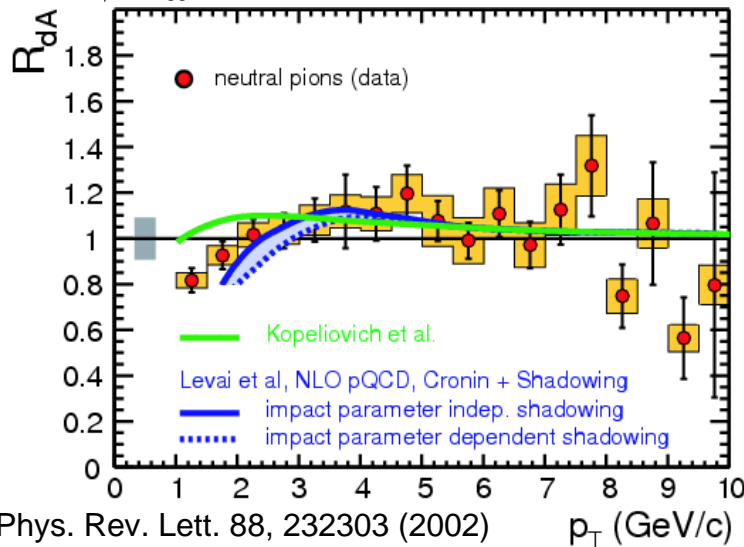 R_dA
1.8
1.6
1.4
1.2
1
0.8
0.6
0.4
0.2
0
neutral pions (data)
Kopeliovich et al.
Levai et al, NLO pQCD, Cronin + Shadowing
impact parameter indep. shadowing
impact parameter dependent shadowing
0 1 2 3 4 5 6 7 8 9 10
Phys. Rev. Lett. 88, 232303 (2002) p_T (GeV/c)